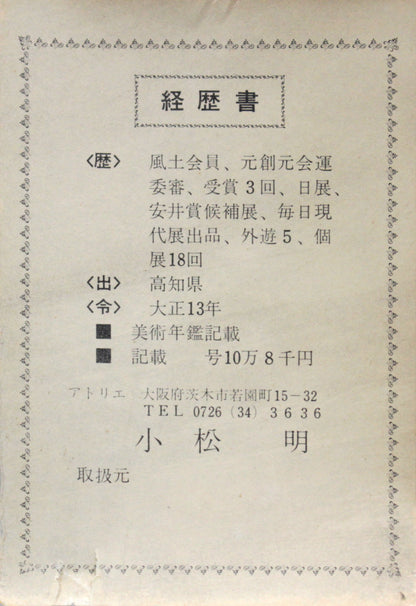 経歴書
〈歴〉 風土会員、元創元会運
委審、受賞3回、日展、
安井賞候補展、毎日現
代展出品、外遊5、個
展18回
〈出〉 高知県
〈令〉 大正13年
美術年鑑記載
記載 号10万8千円
アトリエ 大阪府茨木市若園町15−32
TEL 0726 (34) 3636
小松 明
取扱元